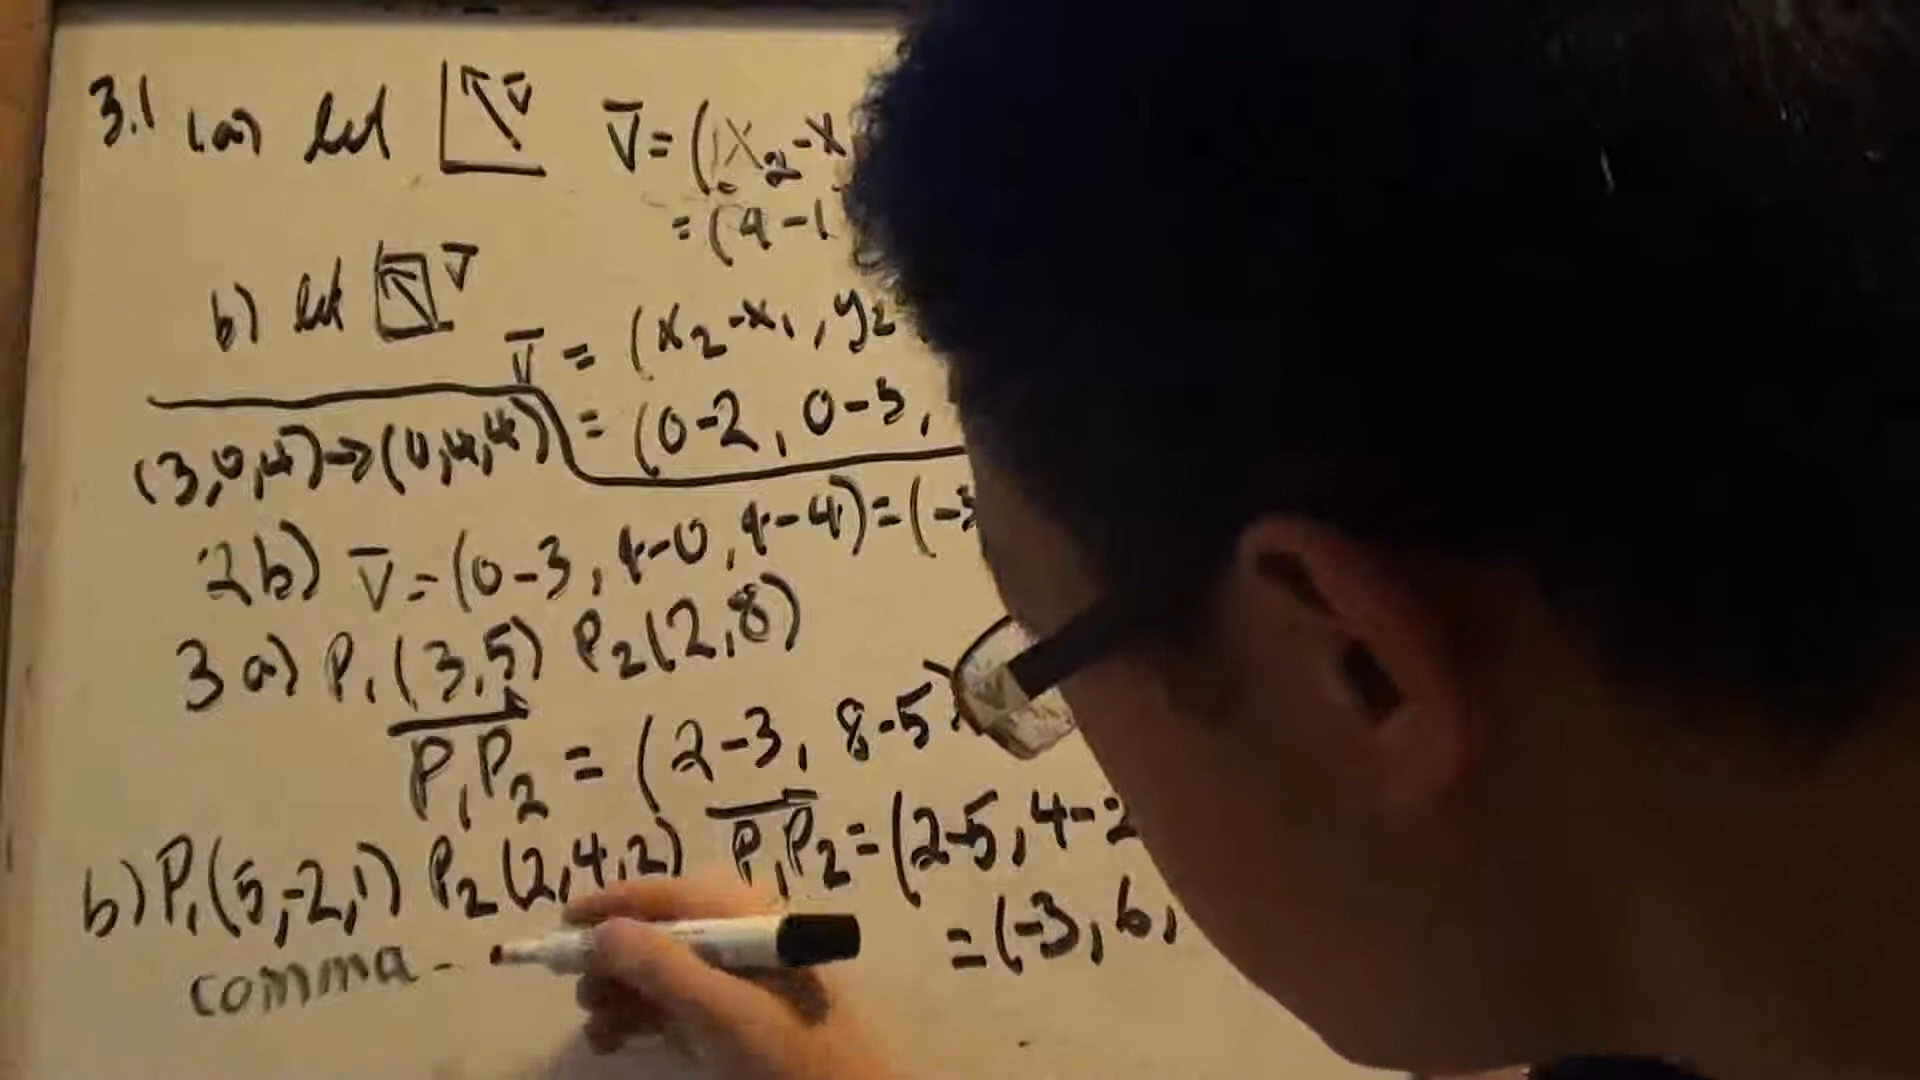 3.1 (a) let v̅ v̅ = (x₂-x
= (4-1
b) let v̅
v̅ = (x₂-x₁, y₂
= (0-2, 0-5,
(3,0,4)→(0,4,4)
2b) v̅ = (0-3, 4-0, 4-4) = (-3
3 a) P₁(3,5) P₂(2,8)
P₁P₂ = (2-3, 8-5)
b) P₁(5,-2,1) P₂(2,4,2) P₁P₂ = (2-5, 4-2
= (-3, 6,
comma -